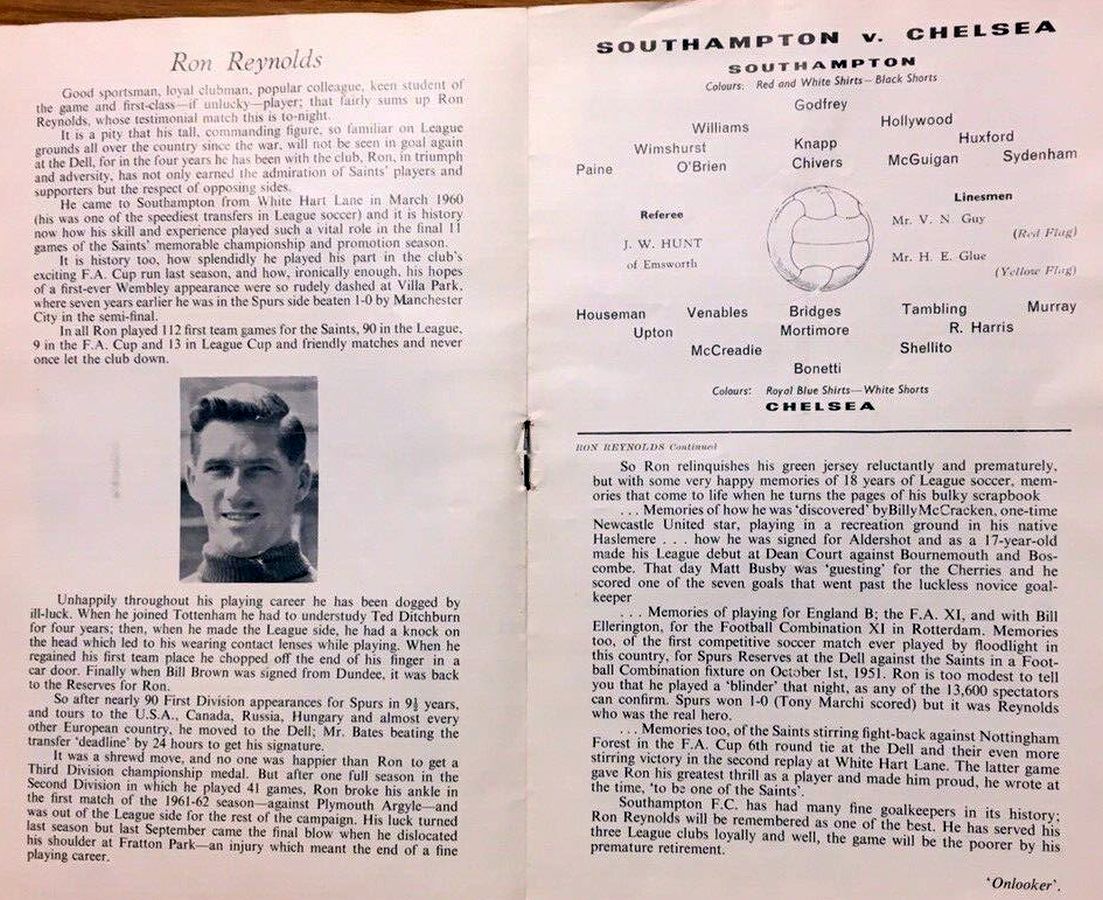 Ron Reynolds
Good sportsman, loyal clubman, popular colleague, keen student of
the game and first-class—if unlucky—player; that fairly sums up Ron
Reynolds, whose testimonial match this is to-night.
It is a pity that his tall, commanding figure, so familiar on League
grounds all over the country since the war, will not be seen in goal again
at the Dell, for in the four years he has been with the club, Ron, in triumph
and adversity, has not only earned the admiration of Saints' players and
supporters but the respect of opposing sides.
He came to Southampton from White Hart Lane in March 1960
(his was one of the speediest transfers in League soccer) and it is history
now how his skill and experience played such a vital role in the final 11
games of the Saints' memorable championship and promotion season.
It is history too, how splendidly he played his part in the club's
exciting F.A. Cup run last season, and how, ironically enough, his hopes
of a first-ever Wembley appearance were so rudely dashed at Villa Park,
where seven years earlier he was in the Spurs side beaten 1-0 by Manchester
City in the semi-final.
In all Ron played 112 first team games for the Saints, 90 in the League,
9 in the F.A. Cup and 13 in League Cup and friendly matches and never
once let the club down.
Unhappily throughout his playing career he has been dogged by
ill-luck. When he joined Tottenham he had to understudy Ted Ditchburn
for four years; then, when he made the League side, he had a knock on
the head which led to his wearing contact lenses while playing. When he
regained his first team place he chopped off the end of his finger in a
car door. Finally when Bill Brown was signed from Dundee, it was back
to the Reserves for Ron.
So after nearly 90 First Division appearances for Spurs in 9½ years,
and tours to the U.S.A., Canada, Russia, Hungary and almost every
other European country, he moved to the Dell; Mr. Bates beating the
transfer 'deadline' by 24 hours to get his signature.
It was a shrewd move, and no one was happier than Ron to get a
Third Division championship medal. But after one full season in the
Second Division in which he played 41 games, Ron broke his ankle in
the first match of the 1961-62 season—against Plymouth Argyle—and
was out of the League side for the rest of the campaign. His luck turned
last season but last September came the final blow when he dislocated
his shoulder at Fratton Park—an injury which meant the end of a fine
playing career.
SOUTHAMPTON v. CHELSEA
SOUTHAMPTON
Colours: Red and White Shirts—Black Shorts
Godfrey
Williams Hollywood
Wimshurst Knapp Huxford
Paine O'Brien Chivers McGuigan Sydenham
Referee
J. W. HUNT
of Emsworth
Linesmen
Mr. V. N. Guy
(Red Flag)
Mr. H. E. Glue
(Yellow Flag)
Houseman Venables Bridges Tambling Murray
Upton Mortimore R. Harris
McCreadie Shellito
Bonetti
Colours: Royal Blue Shirts—White Shorts
CHELSEA
RON REYNOLDS Continued
So Ron relinquishes his green jersey reluctantly and prematurely,
but with some very happy memories of 18 years of League soccer, mem-
ories that come to life when he turns the pages of his bulky scrapbook
. . . Memories of how he was 'discovered' by Billy McCracken, one-time
Newcastle United star, playing in a recreation ground in his native
Haslemere . . . how he was signed for Aldershot and as a 17-year-old
made his League debut at Dean Court against Bournemouth and Bos-
combe. That day Matt Busby was 'guesting' for the Cherries and he
scored one of the seven goals that went past the luckless novice goal-
keeper
. . . Memories of playing for England B; the F.A. XI, and with Bill
Ellerington, for the Football Combination XI in Rotterdam. Memories
too, of the first competitive soccer match ever played by floodlight in
this country, for Spurs Reserves at the Dell against the Saints in a Foot-
ball Combination fixture on October 1st, 1951. Ron is too modest to tell
you that he played a 'blinder' that night, as any of the 13,600 spectators
can confirm. Spurs won 1-0 (Tony Marchi scored) but it was Reynolds
who was the real hero.
. . . Memories too, of the Saints stirring fight-back against Nottingham
Forest in the F.A. Cup 6th round tie at the Dell and their even more
stirring victory in the second replay at White Hart Lane. The latter game
gave Ron his greatest thrill as a player and made him proud, he wrote at
the time, 'to be one of the Saints'.
Southampton F.C. has had many fine goalkeepers in its history;
Ron Reynolds will be remembered as one of the best. He has served his
three League clubs loyally and well, the game will be the poorer by his
premature retirement.
'Onlooker'.